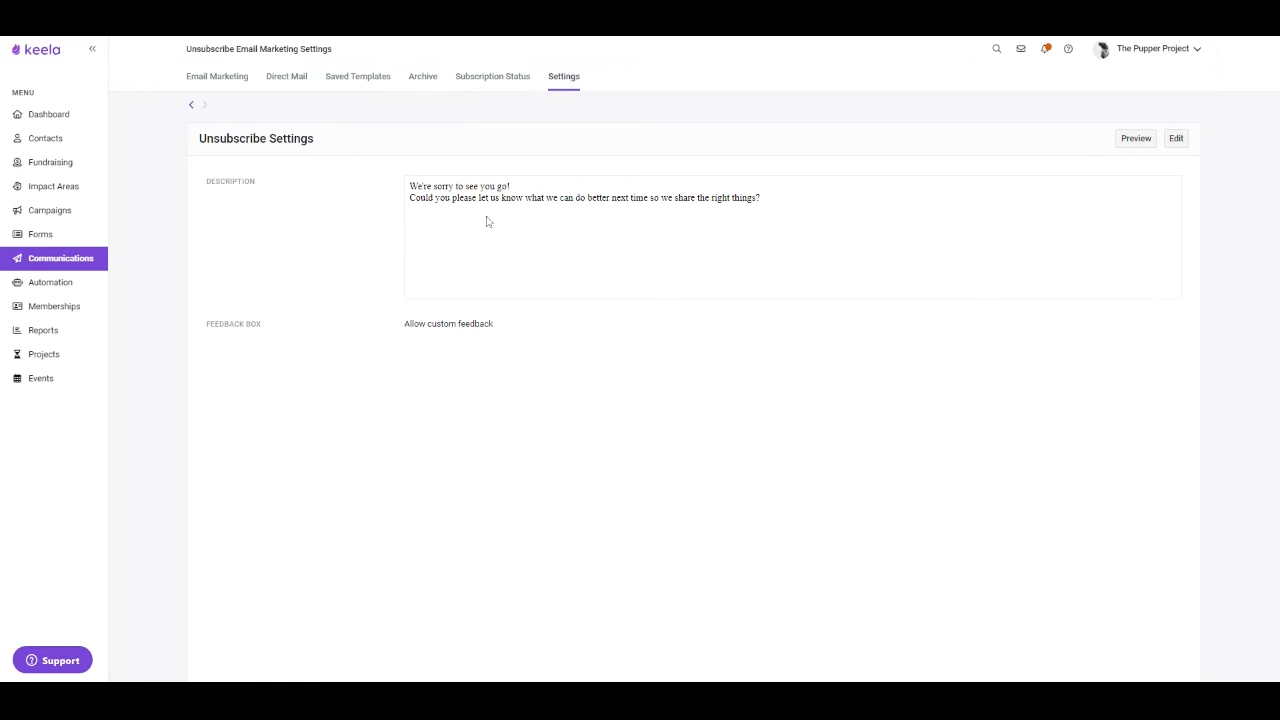 keela
Unsubscribe Email Marketing Settings
The Pupper Project
Email Marketing
Direct Mail
Saved Templates
Archive
Subscription Status
Settings
MENU
Dashboard
Contacts
Fundraising
Impact Areas
Campaigns
Forms
Communications
Automation
Memberships
Reports
Projects
Events
Support
Unsubscribe Settings
Preview
Edit
DESCRIPTION
We're sorry to see you go!
Could you please let us know what we can do better next time so we share the right things?
FEEDBACK BOX
Allow custom feedback